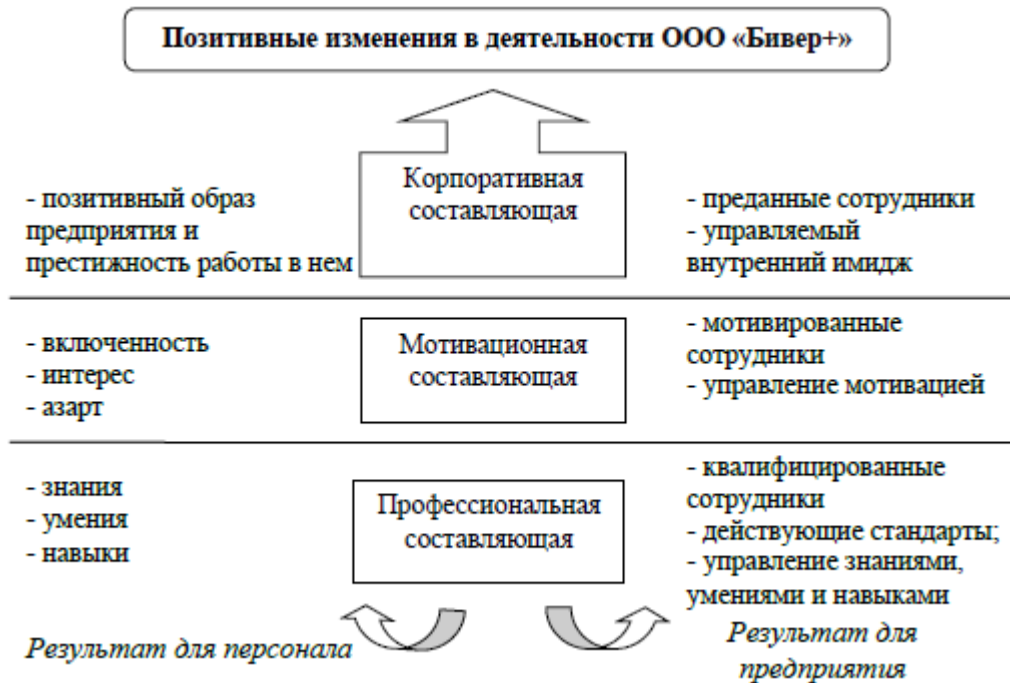 Позитивные изменения в деятельности ООО «Бивер+»
- позитивный образ
предприятия и
престижность работы в нем
Корпоративная
составляющая
- преданные сотрудники
- управляемый
внутренний имидж
- включенность
- интерес
- азарт
Мотивационная
составляющая
- мотивированные
сотрудники
- управление мотивацией
- знания
- умения
- навыки
Профессиональная
составляющая
- квалифицированные
сотрудники
- действующие стандарты;
- управление знаниями,
умениями и навыками
Результат для персонала
Результат для
предприятия